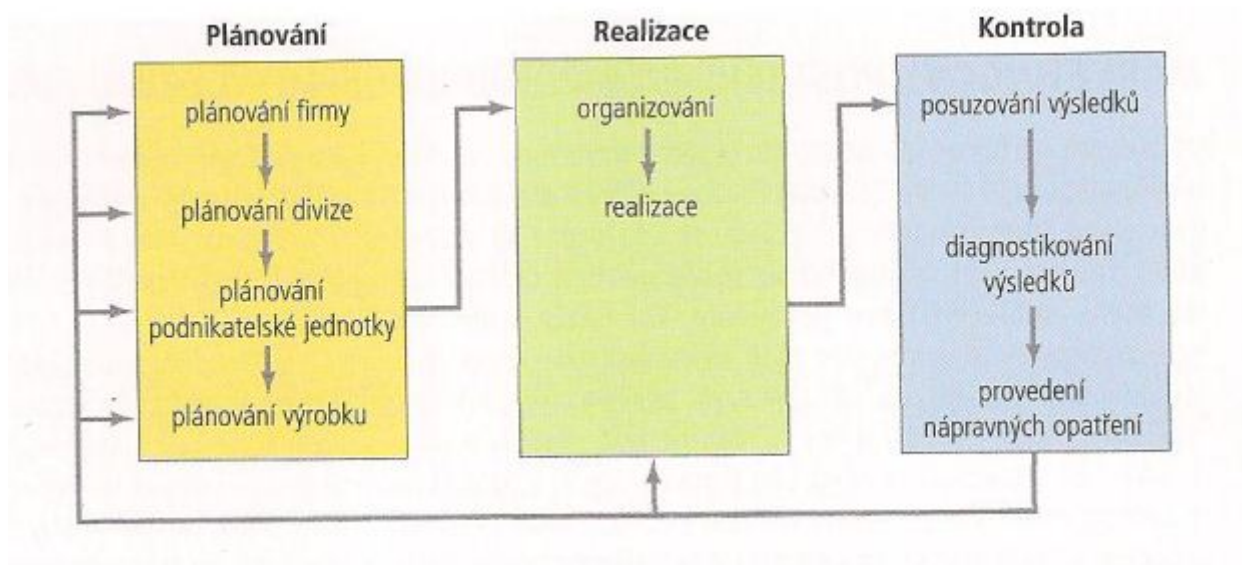 Plánování
plánování firmy
plánování divize
plánování
podnikatelské jednotky
plánování výrobku
Realizace
organizování
realizace
Kontrola
posuzování výsledků
diagnostikování
výsledků
provedení
nápravných opatření